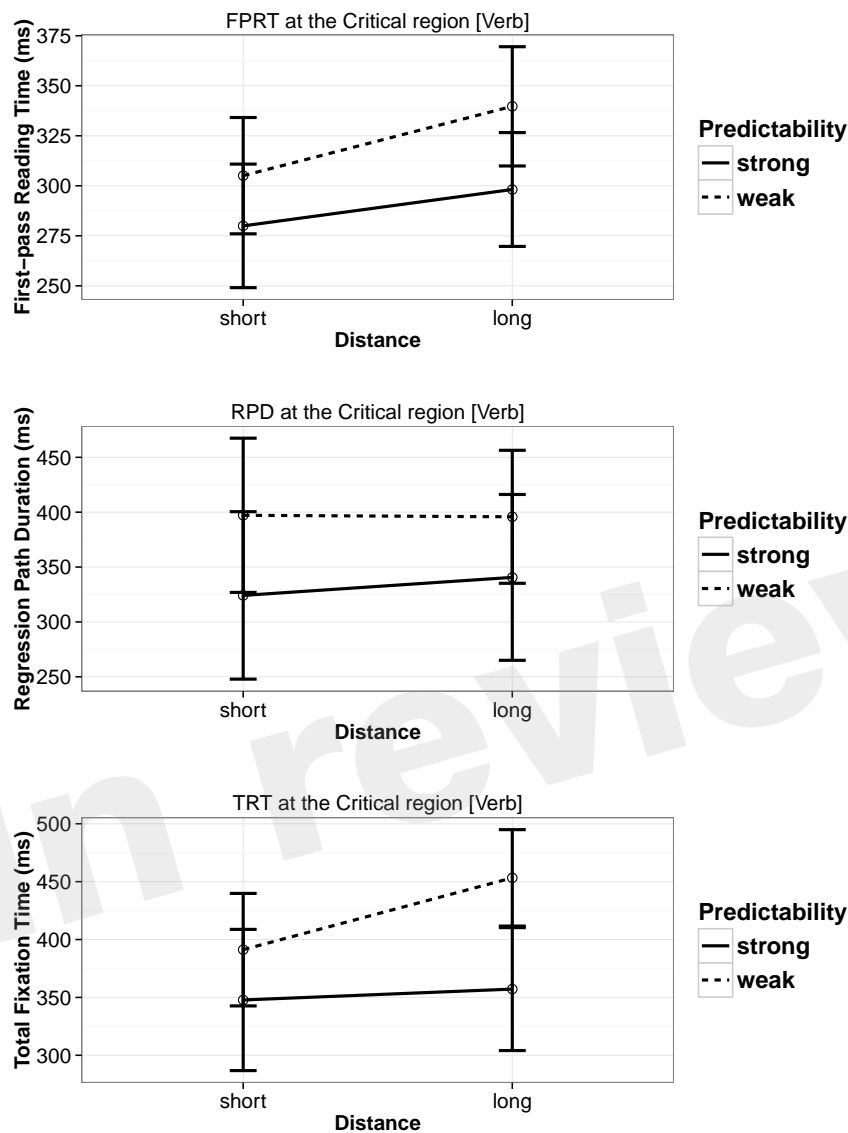 FPRT at the Critical region [Verb]
First−pass Reading Time (ms)
375
350
325
300
275
250
short
long
Distance
Predictability
strong
weak
RPD at the Critical region [Verb]
Regression Path Duration (ms)
450
400
350
300
250
short
long
Distance
Predictability
strong
weak
In review
TRT at the Critical region [Verb]
Total Fixation Time (ms)
500
450
400
350
300
short
long
Distance
Predictability
strong
weak